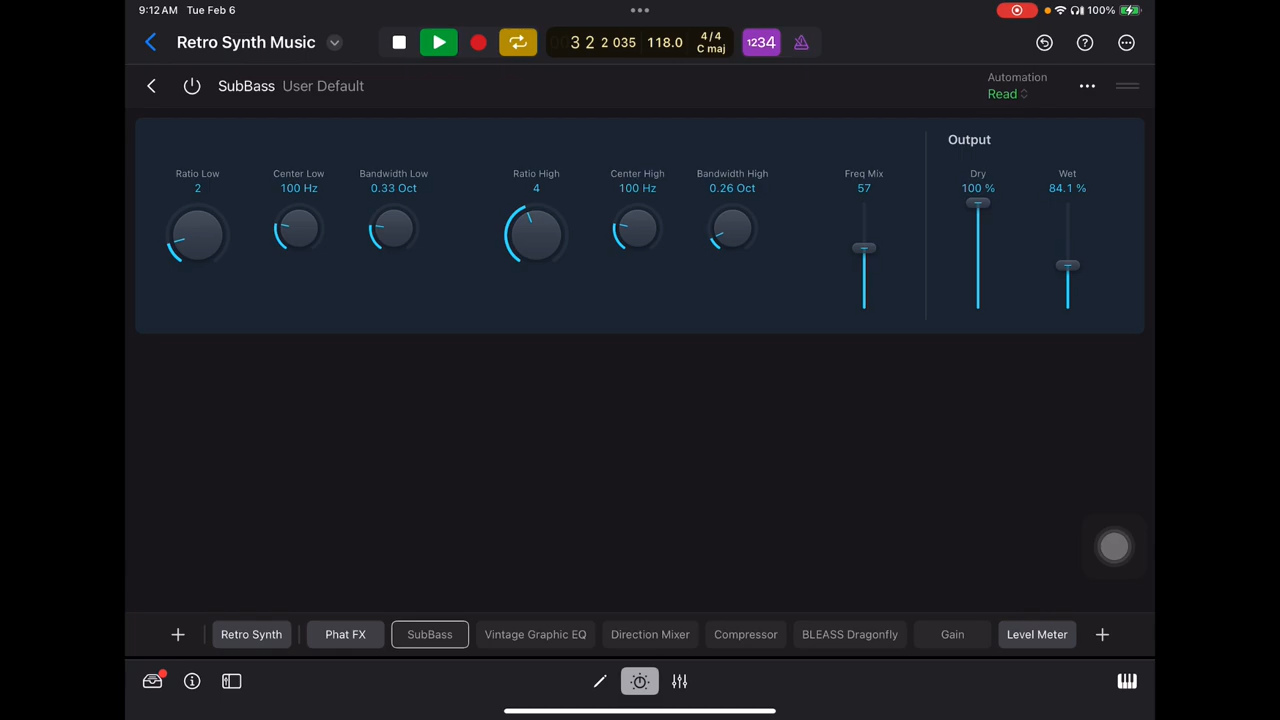 9:12 AM Tue Feb 6
100%
Retro Synth Music
3 2 2 035 118.0 4/4 C maj
1234
SubBass User Default
Automation
Read
Output
Ratio Low Center Low Bandwidth Low Ratio High Center High Bandwidth High Freq Mix Dry Wet
2 100 Hz 0.33 Oct 4 100 Hz 0.26 Oct 57 100 % 84.1 %
Retro Synth Phat FX SubBass Vintage Graphic EQ Direction Mixer Compressor BLEASS Dragonfly Gain Level Meter